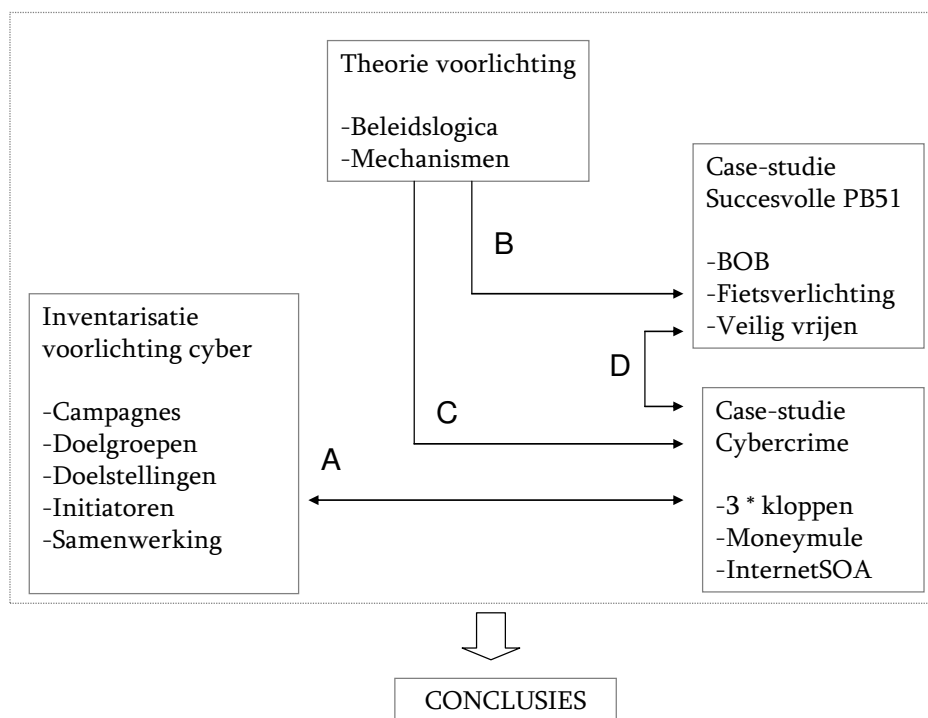 Theorie voorlichting
-Beleidslogica
-Mechanismen
Case-studie
Succesvolle PB51
-BOB
-Fietsverlichting
-Veilig vrijen
B
Inventarisatie
voorlichting cyber
-Campagnes
-Doelgroepen
-Doelstellingen
-Initiatoren
-Samenwerking
D
C
A
Case-studie
Cybercrime
-3 * kloppen
-Moneymule
-InternetSOA
CONCLUSIES